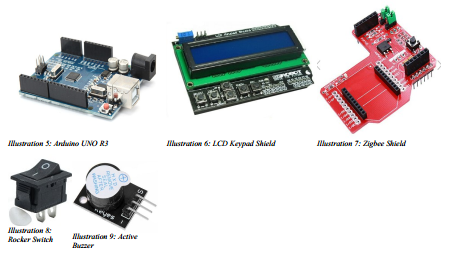 Illustration 5: Arduino UNO R3
Illustration 6: LCD Keypad Shield
Illustration 7: Zigbee Shield
Illustration 8:
Rocker Switch
Illustration 9: Active
Buzzer